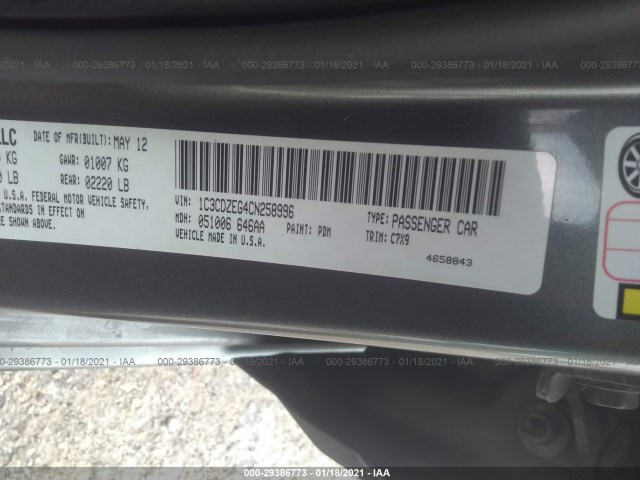 000-29386773 - 01/18/2021 - IAA
LLC DATE OF MFR(BUILT): MAY 12
KG GAWR: 01007 KG
LB REAR: 02220 LB
U.S.A. FEDERAL MOTOR VEHICLE SAFETY,
STANDARDS IN EFFECT ON
SHOWN ABOVE.
VIN: 1C3CDZEG4CN258996
TYPE: PASSENGER CAR
MDH: 051006 646AA PAINT: PDM TRIM: C7X9
VEHICLE MADE IN U.S.A.
4658843
000-29386773 - 01/18/2021 - IAA
000-29386773 - 01/18/2021 - IAA